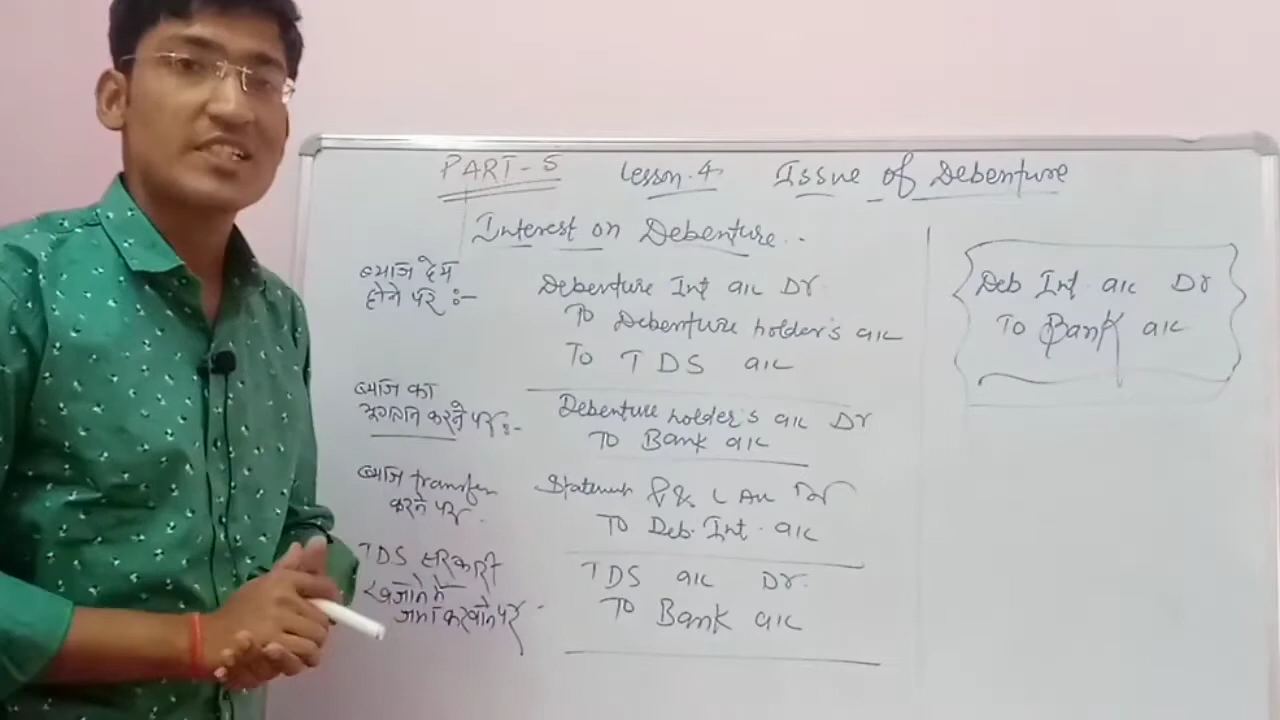 PART-5 Lesson.4. Issue of Debenture
Interest on Debenture..
ब्याज देय
होने पर :-
Debenture Int a/c Dr
To Debenture holder's a/c
To TDS a/c
ब्याज का
भुगतान करने पर :-
Debenture holder's a/c Dr
To Bank a/c
ब्याज transfer
करने पर
Statement P & L Dr
To Deb. Int. a/c
TDS सरकारी
खजाने में
जमा करवाने पर
TDS a/c Dr.
To Bank a/c
Deb Int. a/c Dr
To Bank a/c